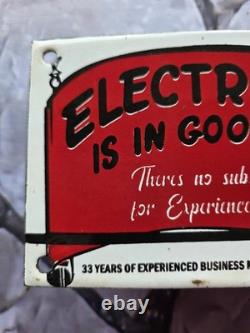 ELECTR
IS IN GOO
Theres no sub
for Experience
33 YEARS OF EXPERIENCED BUSINESS